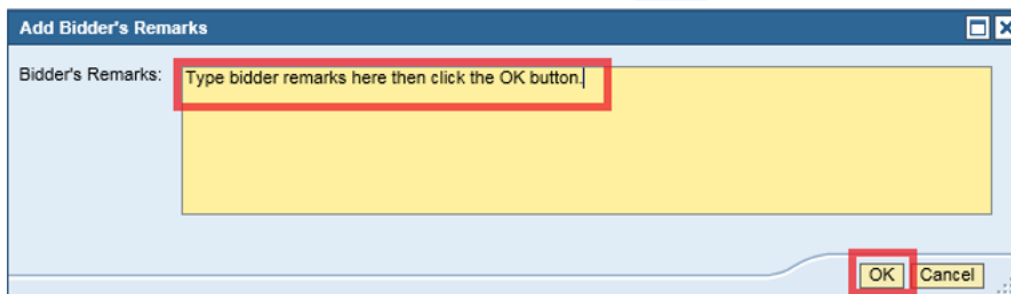 Add Bidder's Remarks
Bidder's Remarks: Type bidder remarks here then click the OK button.
OK Cancel